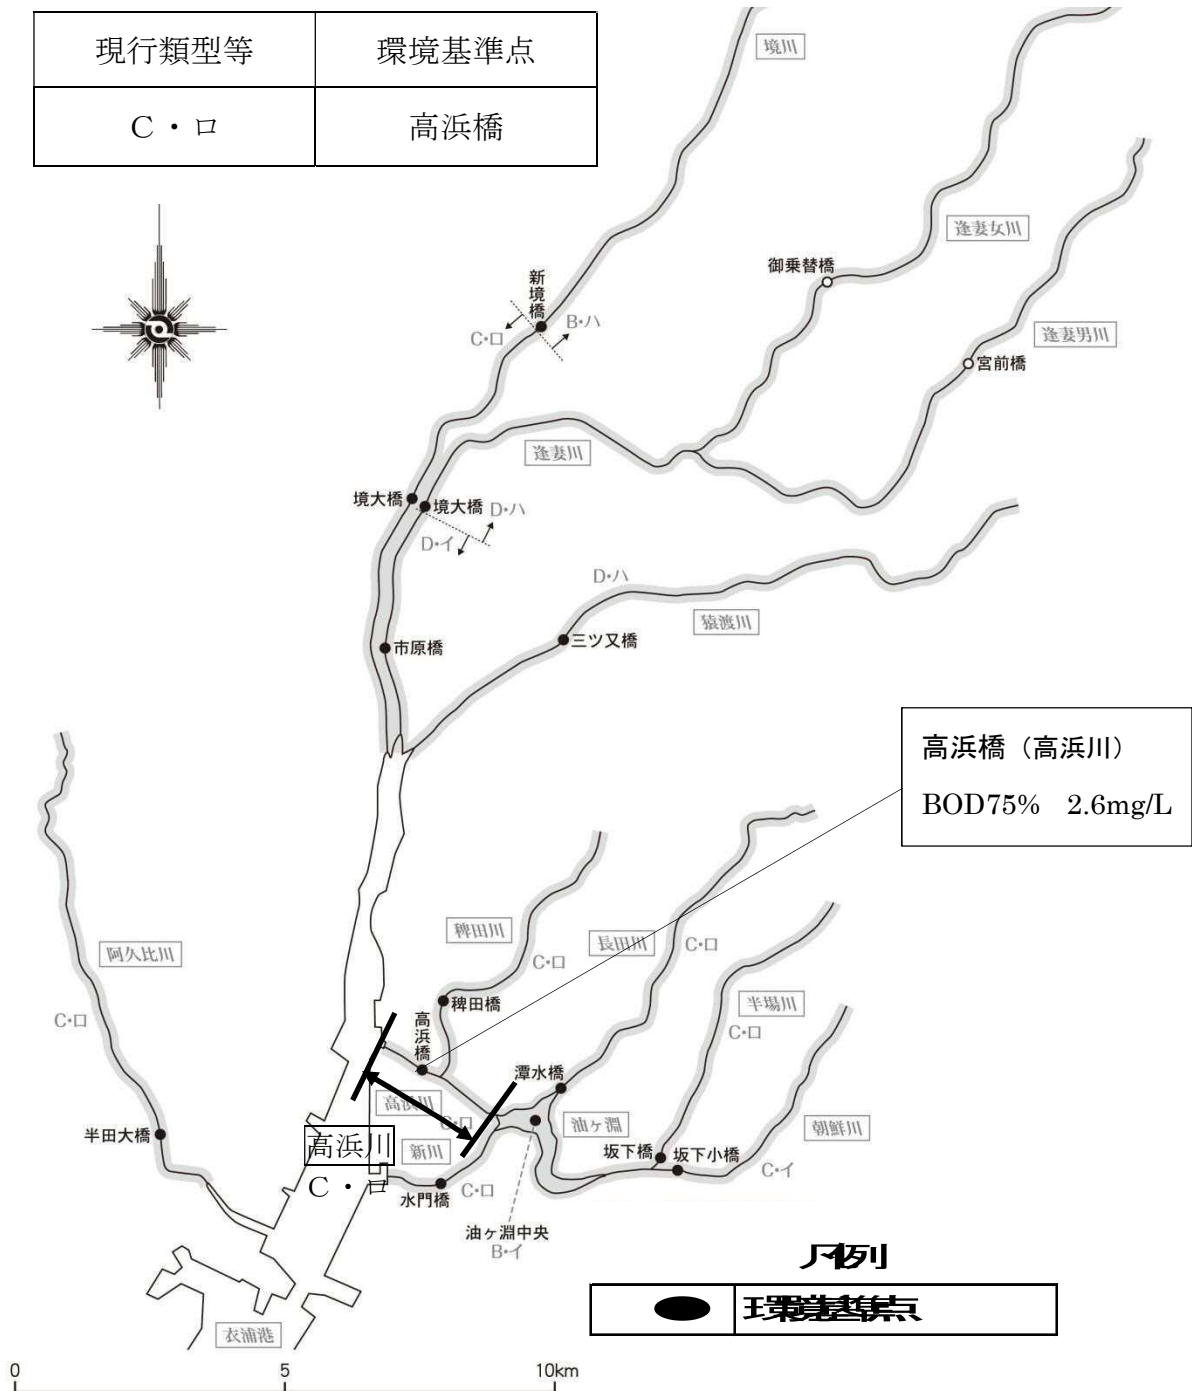 現行類型等 環境基準点
C・ロ 高浜橋
境川
逢妻女川
御乗替橋
新境橋
B・ハ
C・ロ
逢妻男川
宮前橋
逢妻川
境大橋
境大橋
D・ハ
D・イ
D・ハ
猿渡川
三ツ又橋
市原橋
高浜橋（高浜川）
BOD75% 2.6mg/L
稗田川
長田川
C・ロ
阿久比川
C・ロ
半場川
稗田橋
C・ロ
C・ロ
高浜橋
潭水橋
高浜川
C・ロ
油ヶ淵
朝鮮川
半田大橋
高浜川
新川
坂下橋
坂下小橋
C・イ
C・ロ
水門橋
C・ロ
油ヶ淵中央
B・イ
凡例
環境基準点
衣浦港
0 5 10km